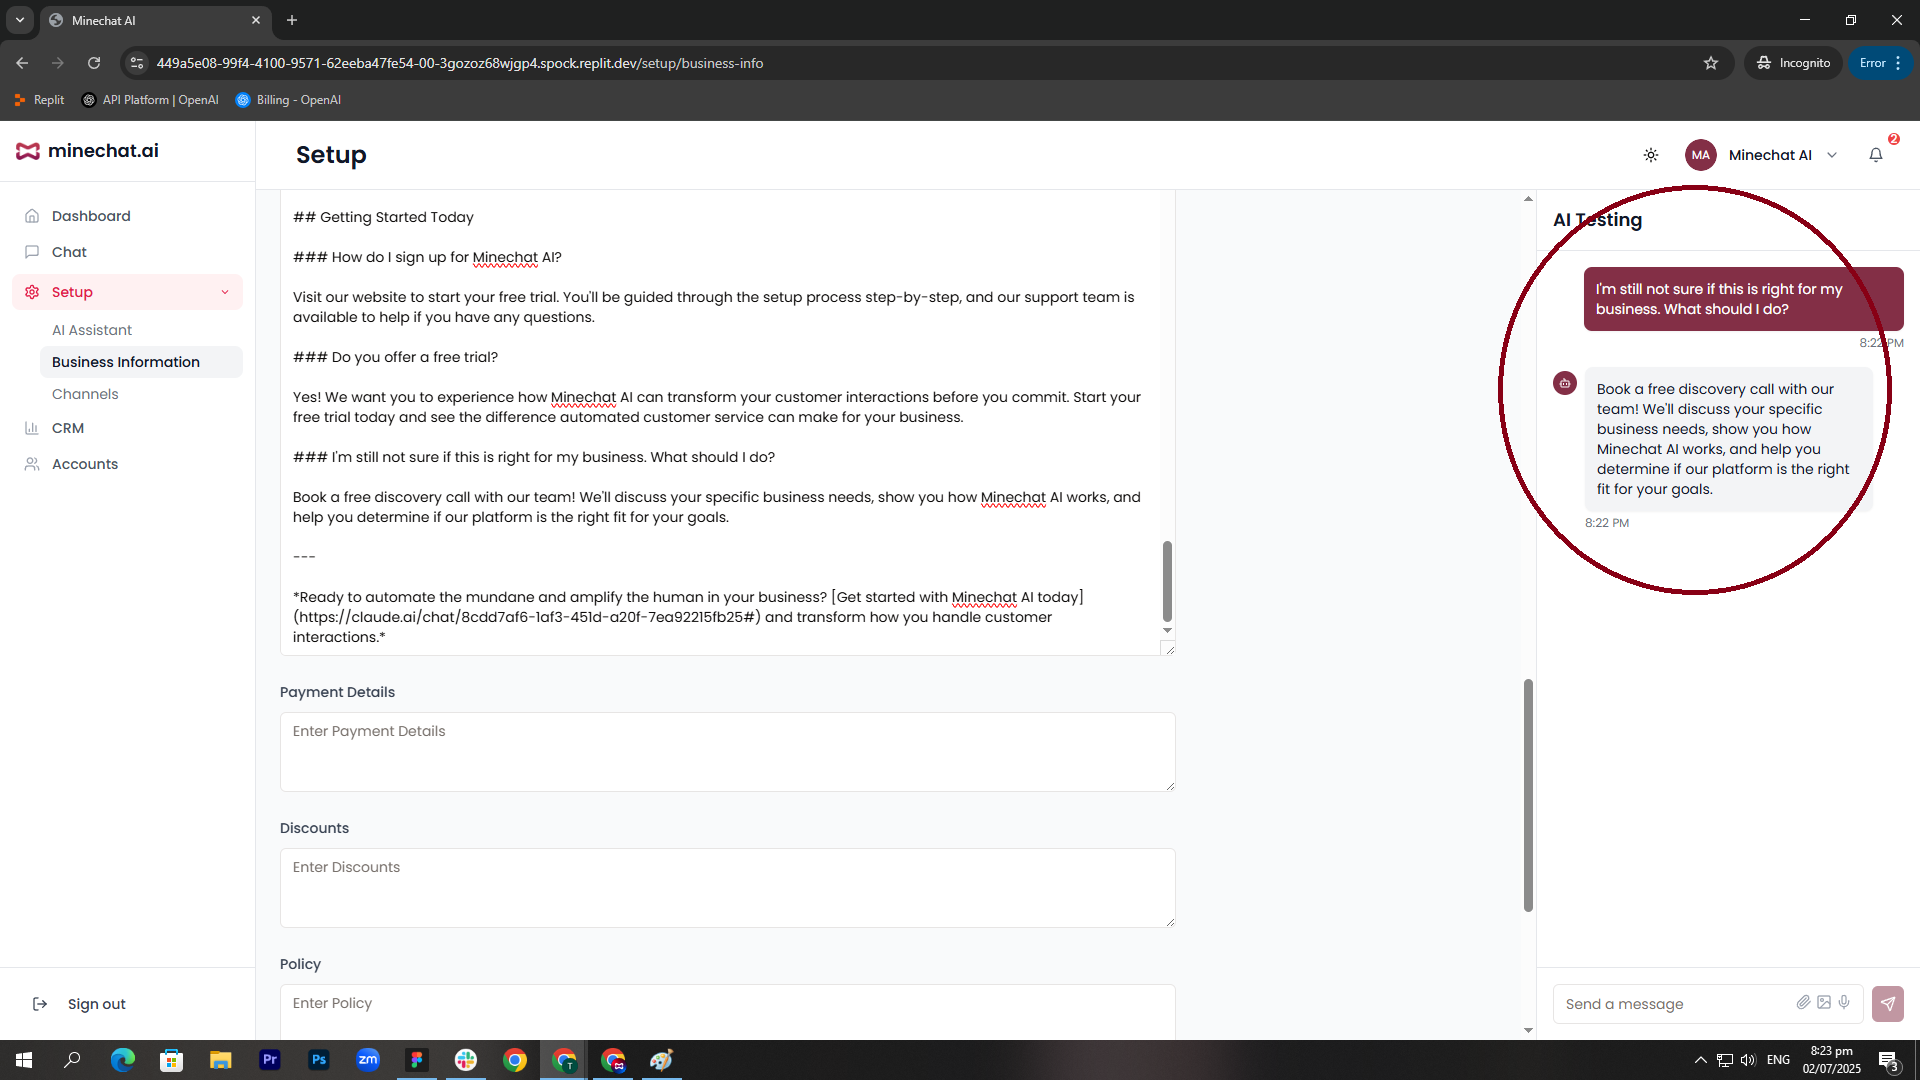 Minechat AI
449a5e08-99f4-4100-9571-62eeba47fe54-00-3gozoz68wjgp4.spock.replit.dev/setup/business-info
Incognito
Error
Replit
API Platform | OpenAI
Billing - OpenAI
minechat.ai
Setup
MA
Minechat AI
2
Dashboard
Chat
Setup
AI Assistant
Business Information
Channels
CRM
Accounts
Sign out
## Getting Started Today
### How do I sign up for Minechat AI?
Visit our website to start your free trial. You'll be guided through the setup process step-by-step, and our support team is
available to help if you have any questions.
### Do you offer a free trial?
Yes! We want you to experience how Minechat AI can transform your customer interactions before you commit. Start your
free trial today and see the difference automated customer service can make for your business.
### I'm still not sure if this is right for my business. What should I do?
Book a free discovery call with our team! We'll discuss your specific business needs, show you how Minechat AI works, and
help you determine if our platform is the right fit for your goals.
---
*Ready to automate the mundane and amplify the human in your business? [Get started with Minechat AI today]
(https://claude.ai/chat/8cdd7af6-1af3-451d-a20f-7ea92215fb25#) and transform how you handle customer
interactions.*
Payment Details
Enter Payment Details
Discounts
Enter Discounts
Policy
Enter Policy
AI Testing
I'm still not sure if this is right for my
business. What should I do?
8:22 PM
Book a free discovery call with our
team! We'll discuss your specific
business needs, show you how
Minechat AI works, and help you
determine if our platform is the right
fit for your goals.
8:22 PM
Send a message
Pr
Ps
zm
T
ENG
8:23 pm
02/07/2025
3